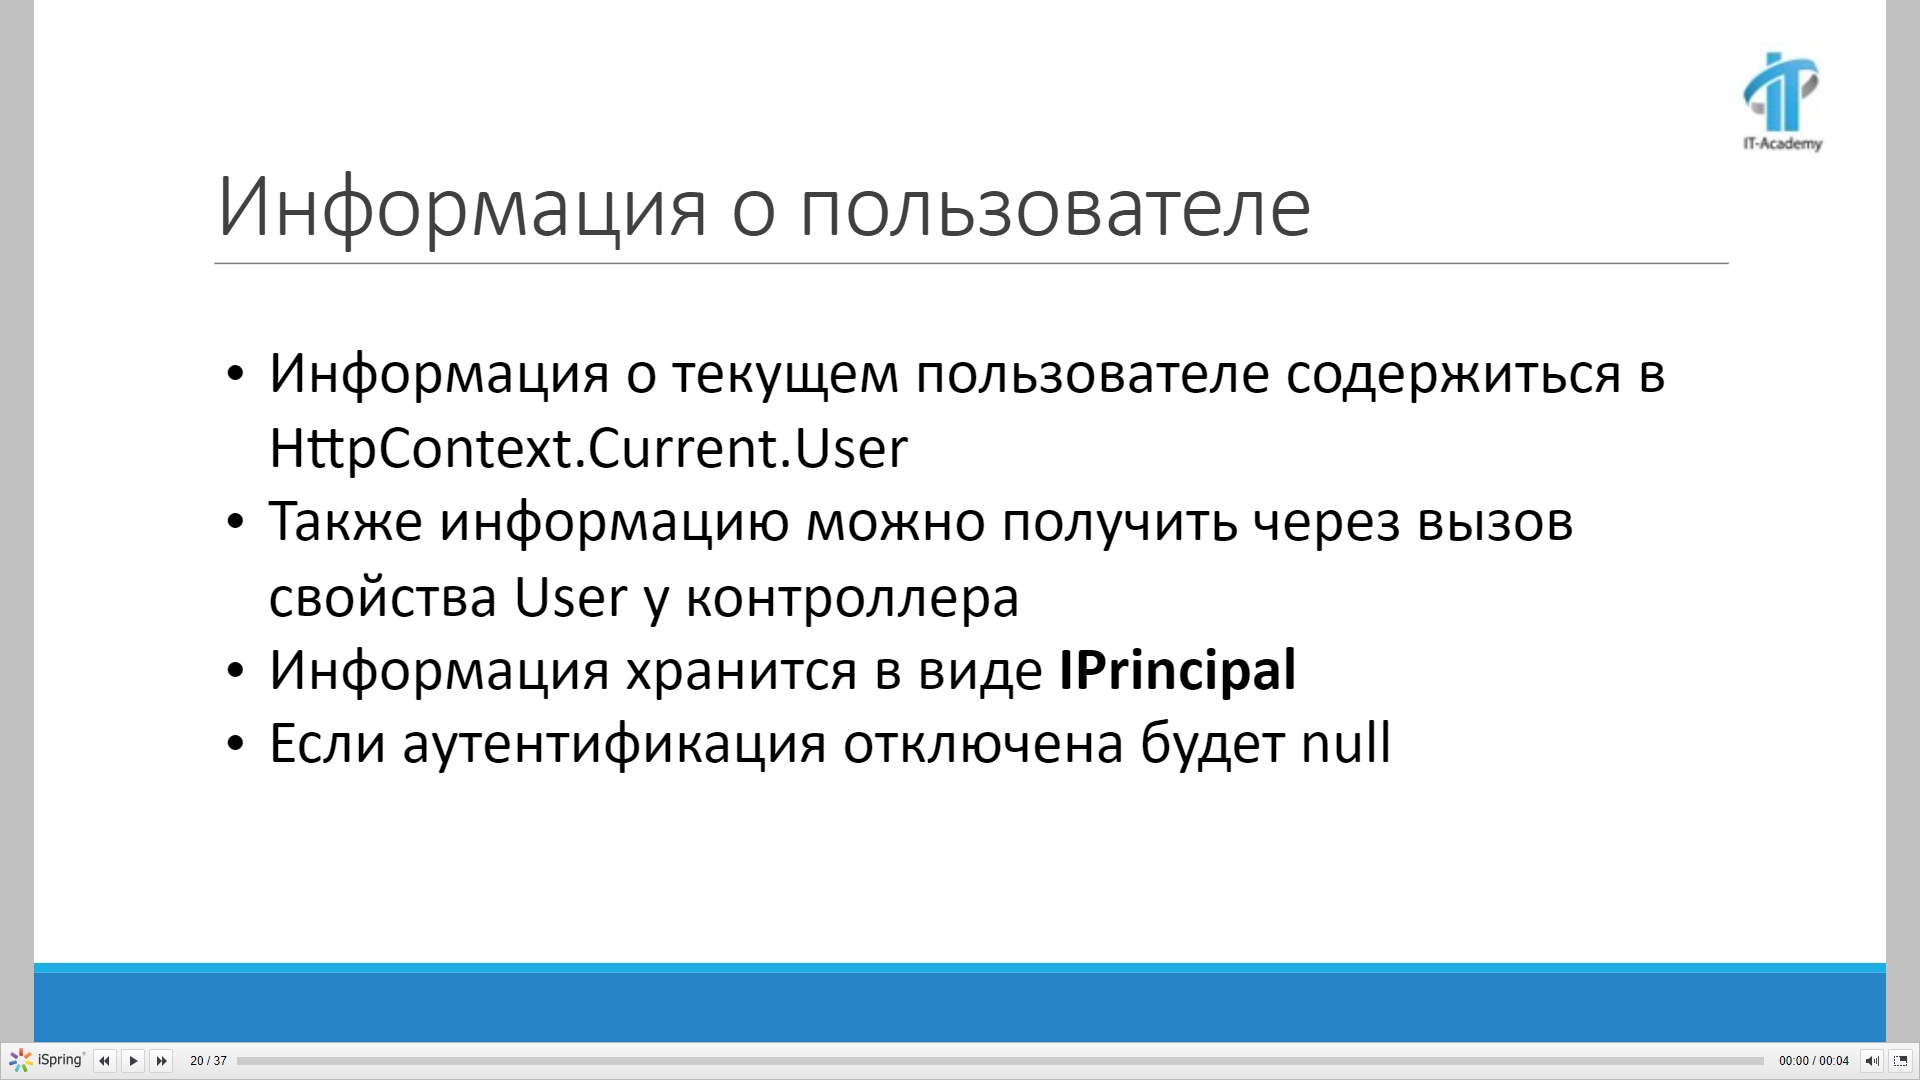 IT-Academy
Информация о пользователе
• Информация о текущем пользователе содержиться в
HttpContext.Current.User
• Также информацию можно получить через вызов
свойства User у контроллера
• Информация хранится в виде IPrincipal
• Если аутентификация отключена будет null
iSpring
20 / 37
00:00 / 00:04